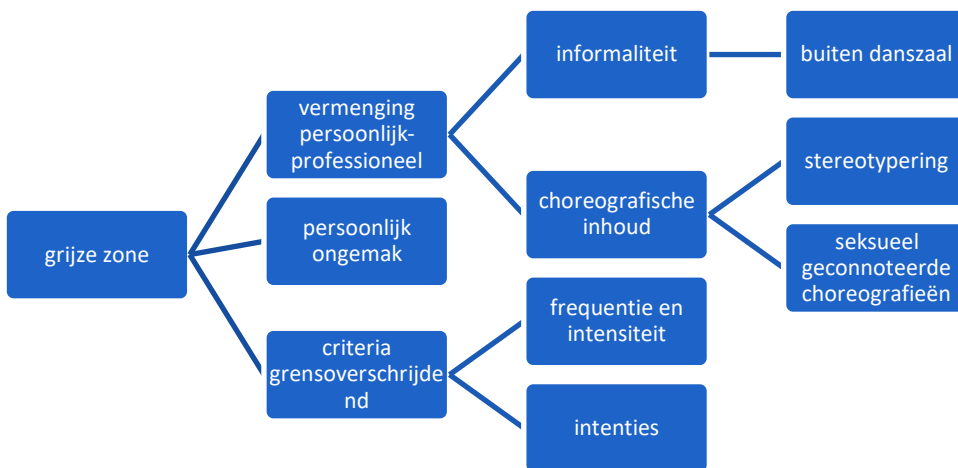 grijze zone
vermenging
persoonlijk-
professioneel
persoonlijk
ongemak
criteria
grensoverschrijde
nd
informaliteit
choreografische
inhoud
frequentie en
intensiteit
intenties
buiten danszaal
stereotypering
seksueel
geconnoteerde
choreografieën